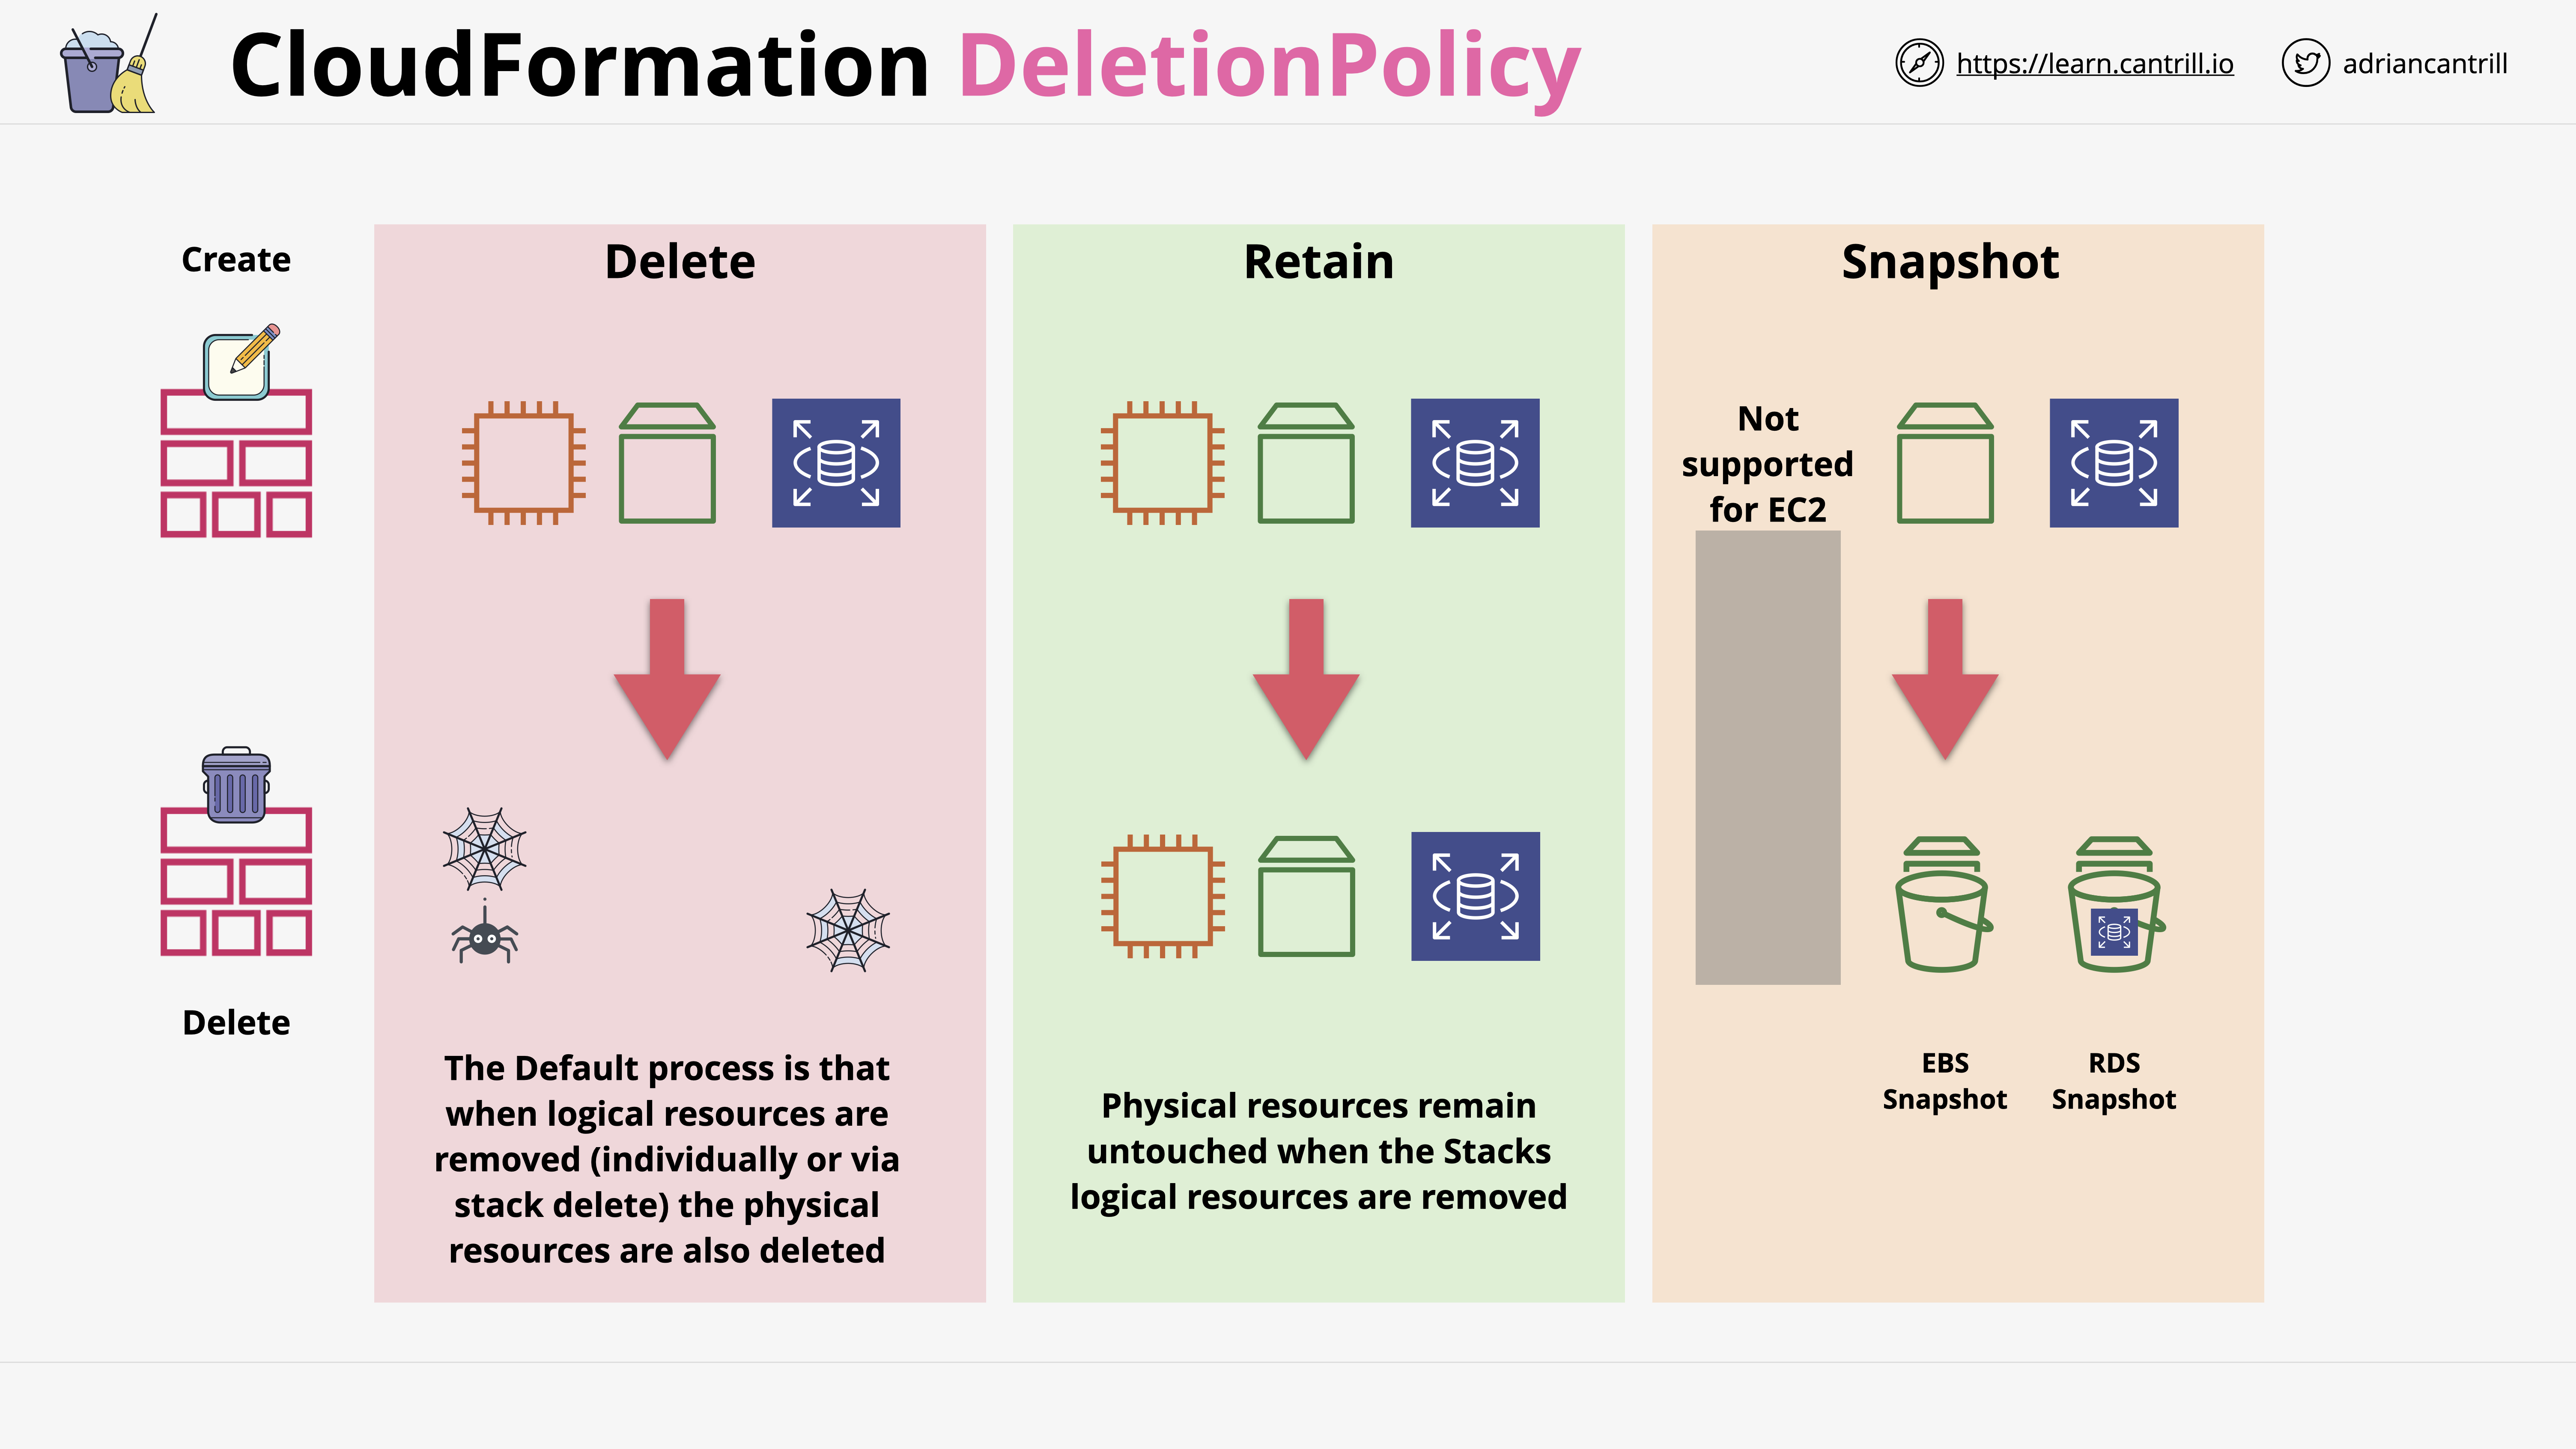 CloudFormation DeletionPolicy
https://learn.cantrill.io
adriancantrill
Create
Delete
Delete
The Default process is that
when logical resources are
removed (individually or via
stack delete) the physical
resources are also deleted
Retain
Physical resources remain
untouched when the Stacks
logical resources are removed
Snapshot
Not
supported
for EC2
EBS
Snapshot
RDS
Snapshot